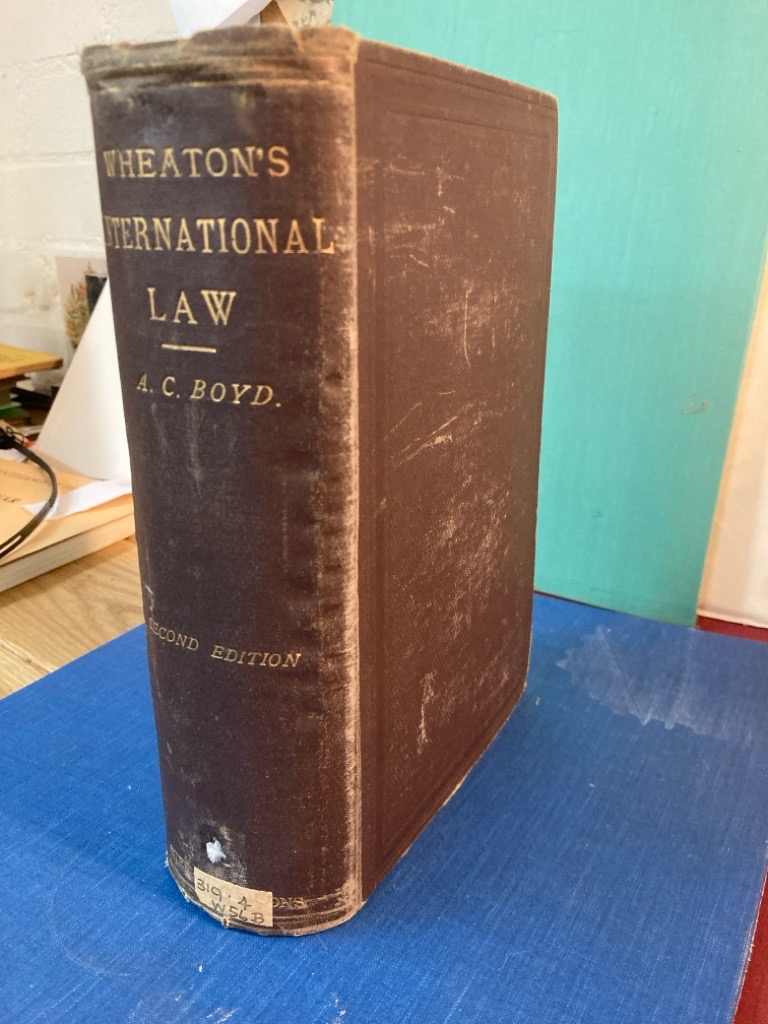 WHEATON'S
INTERNATIONAL
LAW
A. C. BOYD.
SECOND EDITION
319.4
W56B